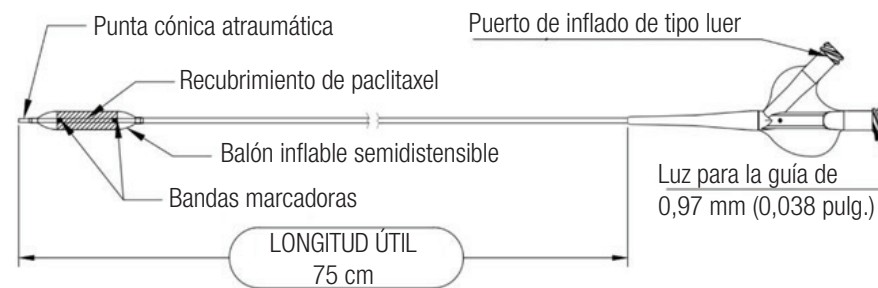 Punta cónica atraumática
Puerto de inflado de tipo luer
Recubrimiento de paclitaxel
Balón inflable semidistensible
Bandas marcadoras
Luz para la guía de
0,97 mm (0,038 pulg.)
LONGITUD ÚTIL
75 cm